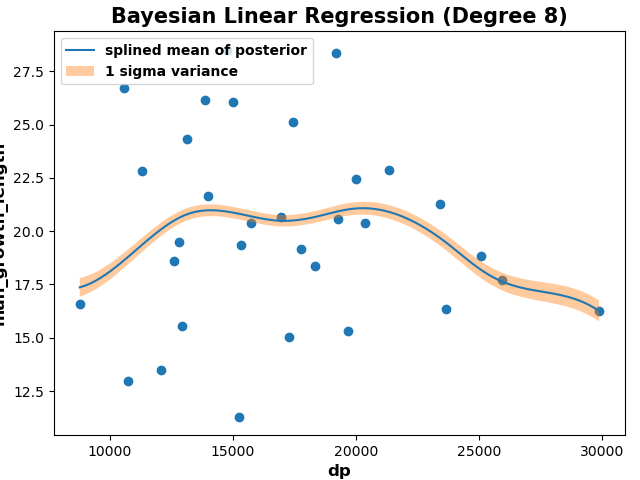 Bayesian Linear Regression (Degree 8)
splined mean of posterior
1 sigma variance
27.5
25.0
22.5
20.0
17.5
15.0
12.5
10000 15000 20000 25000 30000
dp